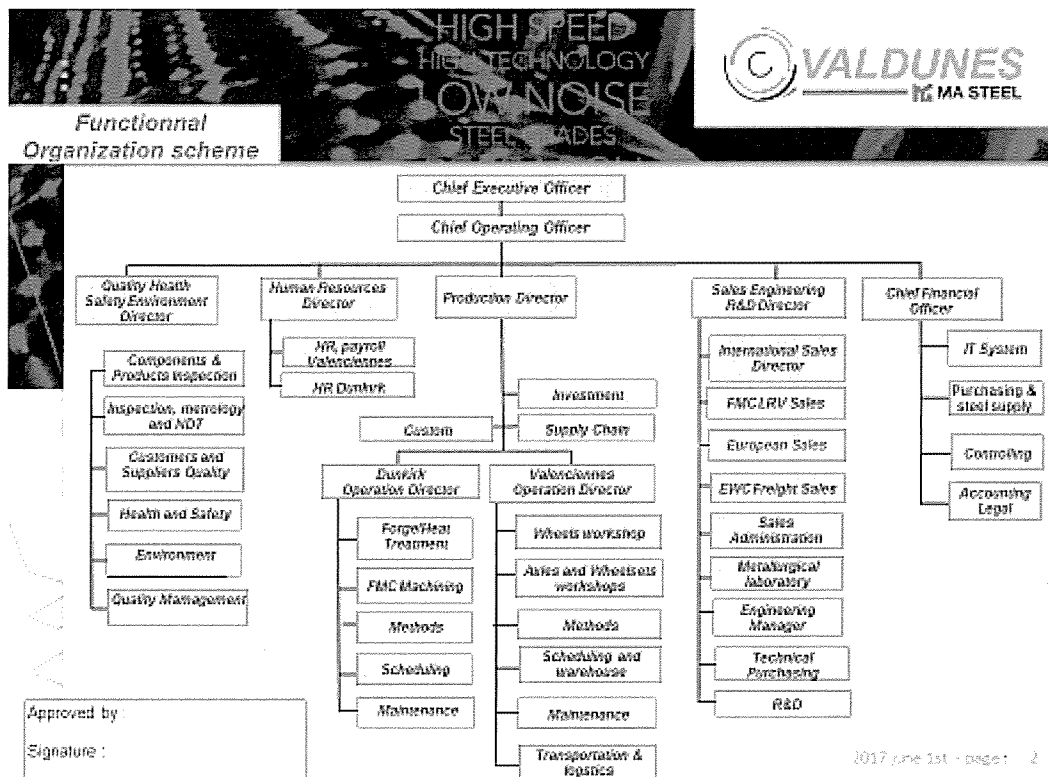 HIGH SPEED
HIGH TECHNOLOGY
LOW NOISE
STEEL GRADES
VALDUNES
MA STEEL
Functionnal
Organization scheme
Chief Executive Officer
Chief Operating Officer
Quality Health
Safety Environment
Director
Human Resources
Director
Production Director
Sales Engineering
R&D Director
Chief Financial
Officer
Components &
Products Inspection
Inspection, metrology
and NDT
Customers and
Suppliers Quality
Health and Safety
Environment
Quality Management
HR, payroll
Valenciennes
HR Dunkirk
Investment
Custom
Supply Chain
Dunkirk
Operation Director
Valenciennes
Operation Director
Forge/Heat
Treatment
FMC Machining
Methods
Scheduling
Maintenance
Wheels workshop
Axles and Wheelsets
workshops
Methods
Scheduling and
warehouse
Maintenance
Transportation &
logistics
International Sales
Director
FMC LRV Sales
European Sales
EWC Freight Sales
Sales
Administration
Metallurgical
laboratory
Engineering
Manager
Technical
Purchasing
R&D
IT System
Purchasing &
steel supply
Controlling
Accounting
Legal
Approved by :
Signature :
2017 june 1st - page : 2